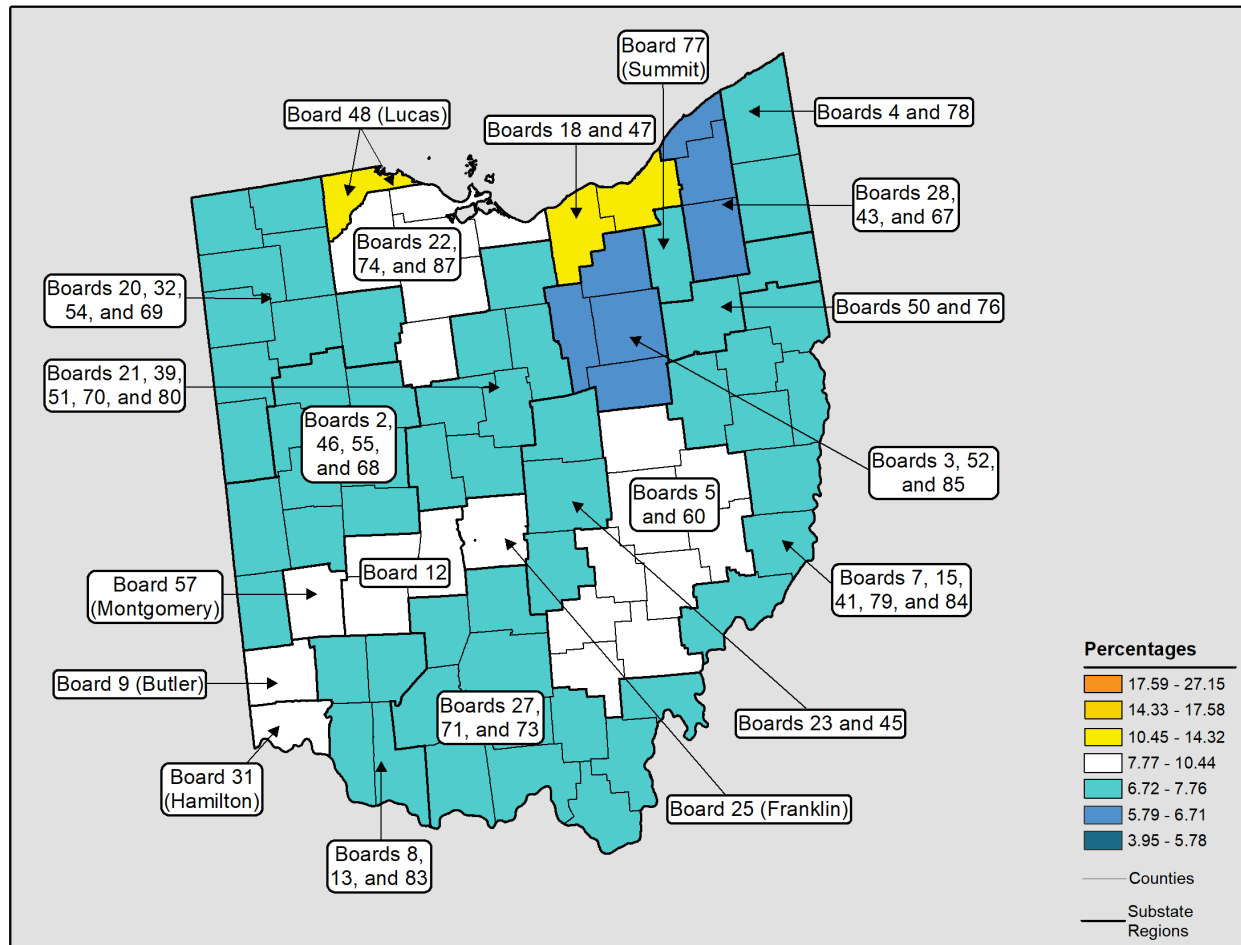 Board 77
(Summit)
Board 48 (Lucas)
Boards 18 and 47
Boards 4 and 78
Boards 28,
43, and 67
Boards 22,
74, and 87
Boards 20, 32,
54, and 69
Boards 50 and 76
Boards 21, 39,
51, 70, and 80
Boards 2,
46, 55,
and 68
Boards 3, 52,
and 85
Boards 5
and 60
Board 12
Board 57
(Montgomery)
Boards 7, 15,
41, 79, and 84
Board 9 (Butler)
Boards 27,
71, and 73
Boards 23 and 45
Board 31
(Hamilton)
Board 25 (Franklin)
Boards 8,
13, and 83
Percentages
17.59 - 27.15
14.33 - 17.58
10.45 - 14.32
7.77 - 10.44
6.72 - 7.76
5.79 - 6.71
3.95 - 5.78
Counties
Substate
Regions